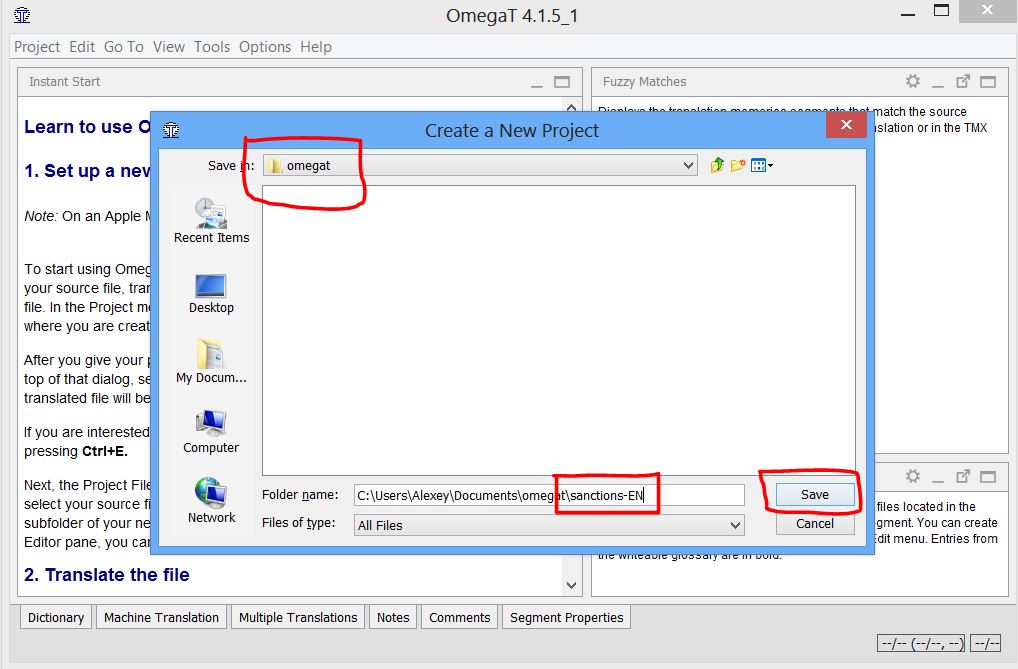 OmegaT 4.1.5_1
Project Edit Go To View Tools Options Help
Instant Start
Fuzzy Matches
Learn to use O
1. Set up a new
Note: On an Apple M
To start using Omeg
your source file, tran
file. In the Project me
where you are creat
After you give your p
top of that dialog, se
translated file will be
If you are interested
pressing Ctrl+E.
Next, the Project File
select your source fi
subfolder of your ne
Editor pane, you can
2. Translate the file
Displays the translation memories segments that match the source
nslation or in the TMX
Create a New Project
Save in: omegat
Recent Items
Desktop
My Docum...
Computer
Network
Folder name: C:\Users\Alexey\Documents\omegat\sanctions-EN
Save
Files of type: All Files
Cancel
files located in the
gment. You can create
Edit menu. Entries from
the writeable glossary are in bold.
Dictionary Machine Translation Multiple Translations Notes Comments Segment Properties
--/-- (--/--, --) --/--